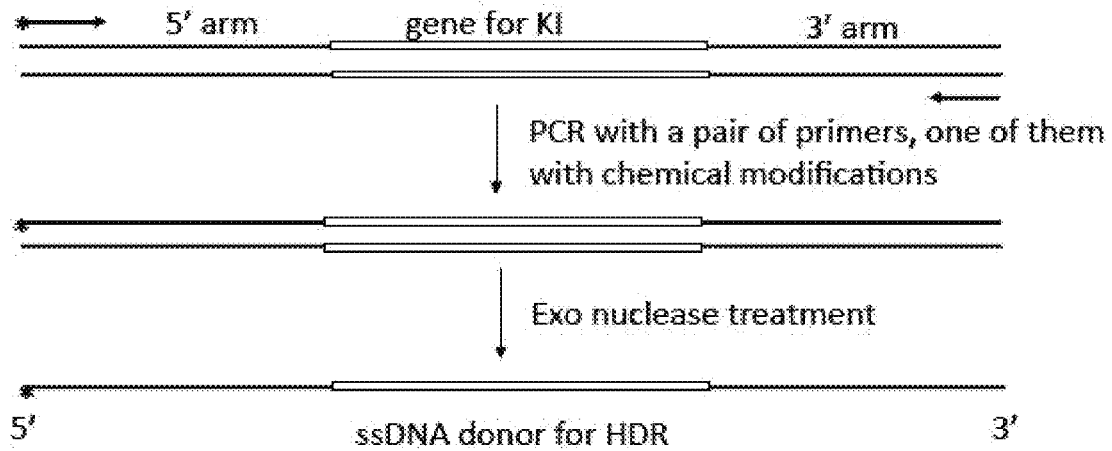 5' arm gene for KI 3' arm
PCR with a pair of primers, one of them
with chemical modifications
Exo nuclease treatment
5' ssDNA donor for HDR 3'